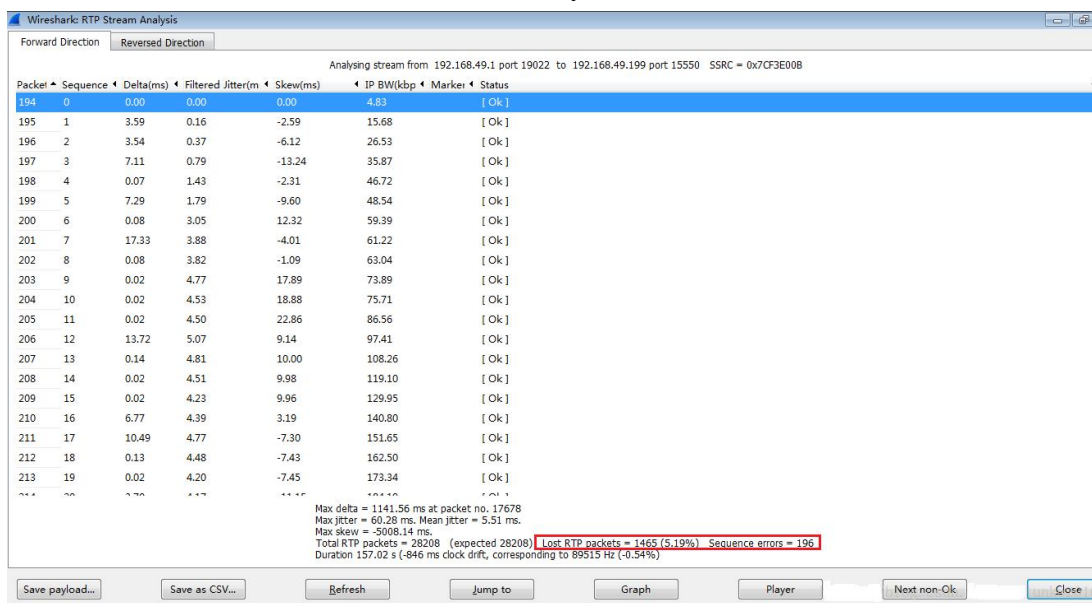 Wireshark: RTP Stream Analysis
Forward Direction Reversed Direction
Analysing stream from 192.168.49.1 port 19022 to 192.168.49.199 port 15550 SSRC = 0x7CF3E00B
Packet Sequence Delta(ms) Filtered Jitter(m Skew(ms) IP BW(kbp Marker Status
194 0 0.00 0.00 0.00 4.83 [ Ok ]
195 1 3.59 0.16 -2.59 15.68 [ Ok ]
196 2 3.54 0.37 -6.12 26.53 [ Ok ]
197 3 7.11 0.79 -13.24 35.87 [ Ok ]
198 4 0.07 1.43 -2.31 46.72 [ Ok ]
199 5 7.29 1.79 -9.60 48.54 [ Ok ]
200 6 0.08 3.05 12.32 59.39 [ Ok ]
201 7 17.33 3.88 -4.01 61.22 [ Ok ]
202 8 0.08 3.82 -1.09 63.04 [ Ok ]
203 9 0.02 4.77 17.89 73.89 [ Ok ]
204 10 0.02 4.53 18.88 75.71 [ Ok ]
205 11 0.02 4.50 22.86 86.56 [ Ok ]
206 12 13.72 5.07 9.14 97.41 [ Ok ]
207 13 0.14 4.81 10.00 108.26 [ Ok ]
208 14 0.02 4.51 9.98 119.10 [ Ok ]
209 15 0.02 4.23 9.96 129.95 [ Ok ]
210 16 6.77 4.39 3.19 140.80 [ Ok ]
211 17 10.49 4.77 -7.30 151.65 [ Ok ]
212 18 0.13 4.48 -7.43 162.50 [ Ok ]
213 19 0.02 4.20 -7.45 173.34 [ Ok ]
Max delta = 1141.56 ms at packet no. 17678
Max jitter = 60.28 ms. Mean jitter = 5.51 ms.
Max skew = -5008.14 ms.
Total RTP packets = 28208 (expected 28208) Lost RTP packets = 1465 (5.19%) Sequence errors = 196
Duration 157.02 s (-846 ms clock drift, corresponding to 89515 Hz (-0.54%)
Save payload... Save as CSV... Refresh Jump to Graph Player Next non-Ok Close